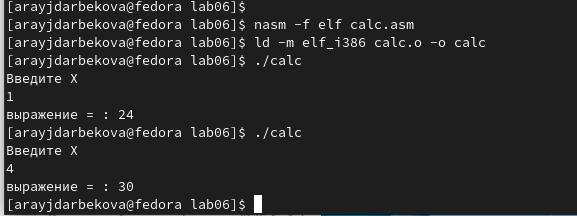 [arayjdarbekova@fedora lab06]$
[arayjdarbekova@fedora lab06]$ nasm -f elf calc.asm
[arayjdarbekova@fedora lab06]$ ld -m elf_i386 calc.o -o calc
[arayjdarbekova@fedora lab06]$ ./calc
Введите X
1
выражение = : 24
[arayjdarbekova@fedora lab06]$ ./calc
Введите X
4
выражение = : 30
[arayjdarbekova@fedora lab06]$